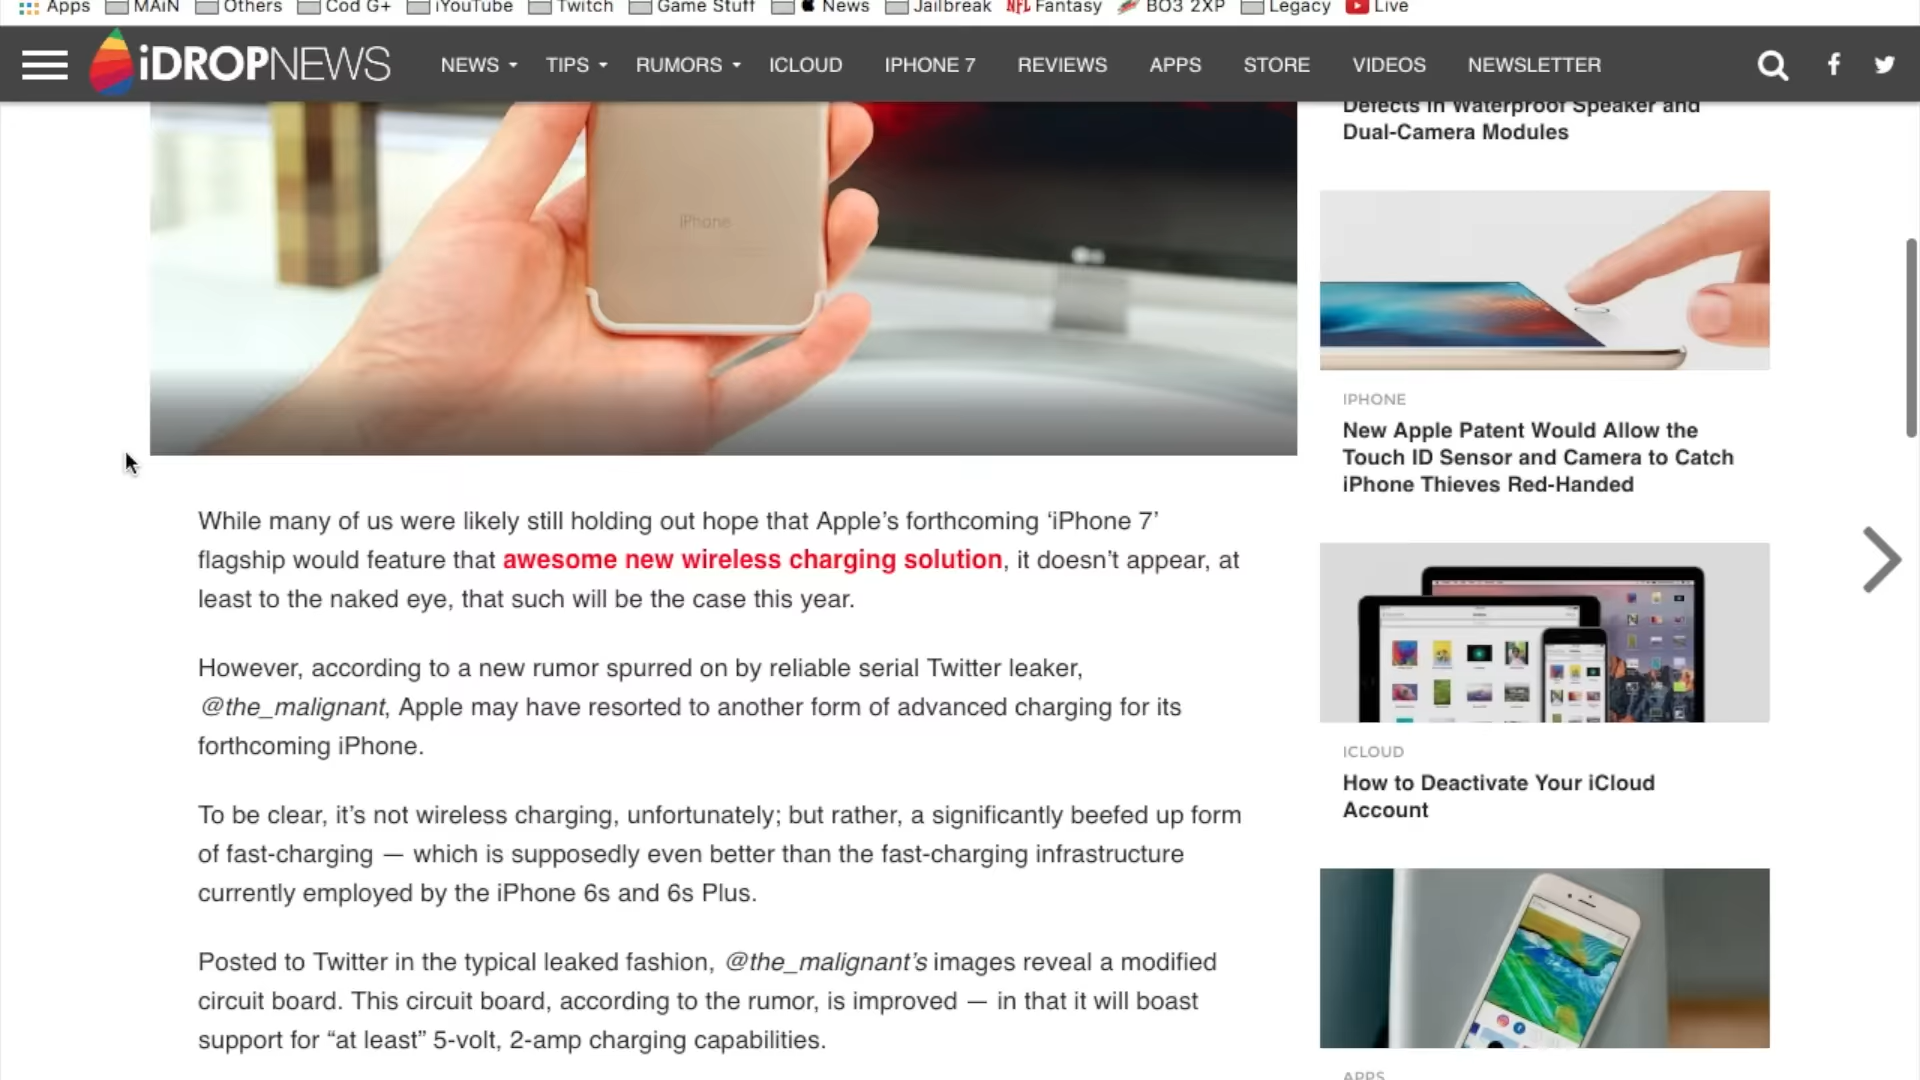 Apps MAiN Others Cod G+ iYouTube Twitch Game Stuff News Jailbreak NFL Fantasy BO3 2XP Legacy Live
iDROPNEWS NEWS TIPS RUMORS ICLOUD IPHONE 7 REVIEWS APPS STORE VIDEOS NEWSLETTER
iPhone
While many of us were likely still holding out hope that Apple’s forthcoming ‘iPhone 7’
flagship would feature that awesome new wireless charging solution, it doesn’t appear, at
least to the naked eye, that such will be the case this year.
However, according to a new rumor spurred on by reliable serial Twitter leaker,
@the_malignant, Apple may have resorted to another form of advanced charging for its
forthcoming iPhone.
To be clear, it’s not wireless charging, unfortunately; but rather, a significantly beefed up form
of fast-charging — which is supposedly even better than the fast-charging infrastructure
currently employed by the iPhone 6s and 6s Plus.
Posted to Twitter in the typical leaked fashion, @the_malignant’s images reveal a modified
circuit board. This circuit board, according to the rumor, is improved — in that it will boast
support for “at least” 5-volt, 2-amp charging capabilities.
Defects in Waterproof Speaker and
Dual-Camera Modules
IPHONE
New Apple Patent Would Allow the
Touch ID Sensor and Camera to Catch
iPhone Thieves Red-Handed
ICLOUD
How to Deactivate Your iCloud
Account
APPS